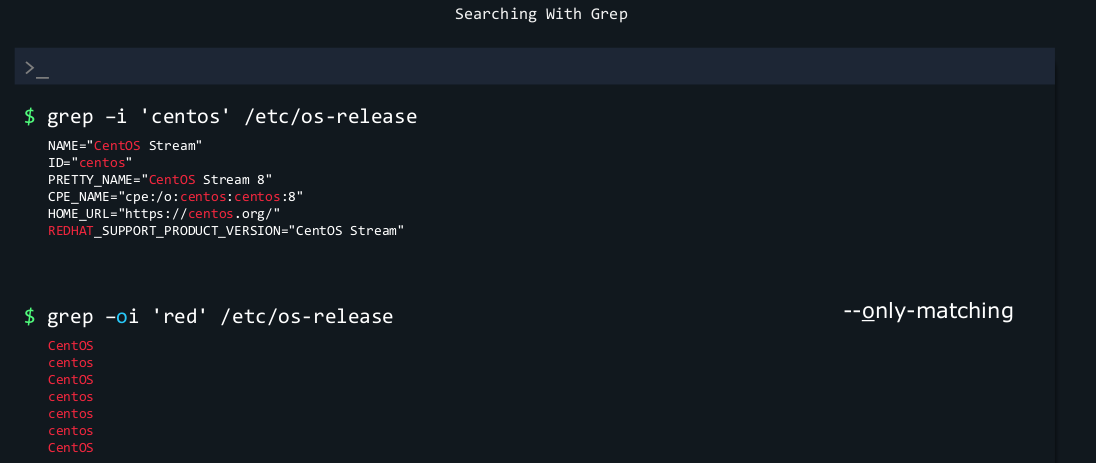 Searching With Grep
>_
$ grep –i 'centos' /etc/os-release
NAME="CentOS Stream"
ID="centos"
PRETTY_NAME="CentOS Stream 8"
CPE_NAME="cpe:/o:centos:centos:8"
HOME_URL="https://centos.org/"
REDHAT_SUPPORT_PRODUCT_VERSION="CentOS Stream"
$ grep –oi 'red' /etc/os-release
--only-matching
CentOS
centos
CentOS
centos
centos
centos
CentOS